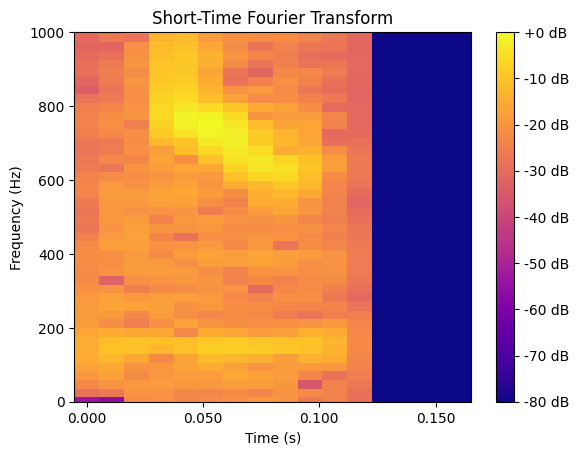 Short-Time Fourier Transform
Frequency (Hz)
1000
800
600
400
200
0
0.000
0.050
0.100
0.150
Time (s)
+0 dB
-10 dB
-20 dB
-30 dB
-40 dB
-50 dB
-60 dB
-70 dB
-80 dB